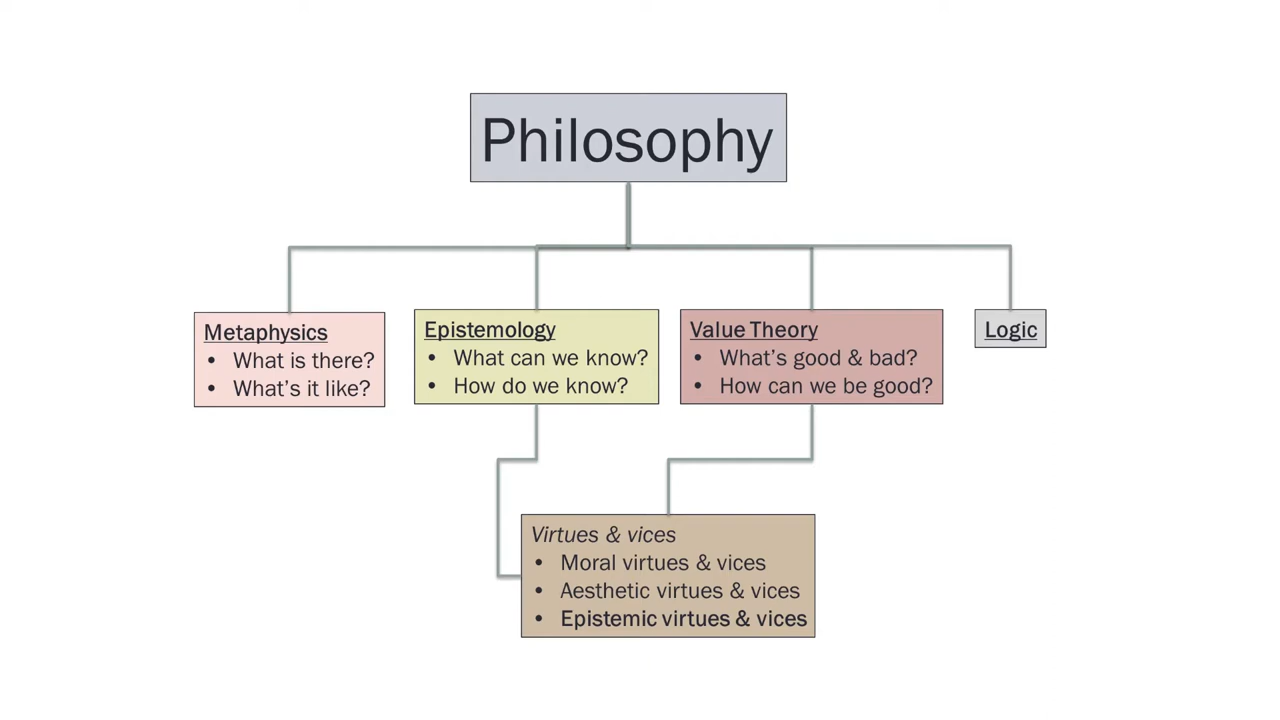 Philosophy
Metaphysics
• What is there?
• What's it like?
Epistemology
• What can we know?
• How do we know?
Value Theory
• What's good & bad?
• How can we be good?
Logic
Virtues & vices
• Moral virtues & vices
• Aesthetic virtues & vices
• Epistemic virtues & vices